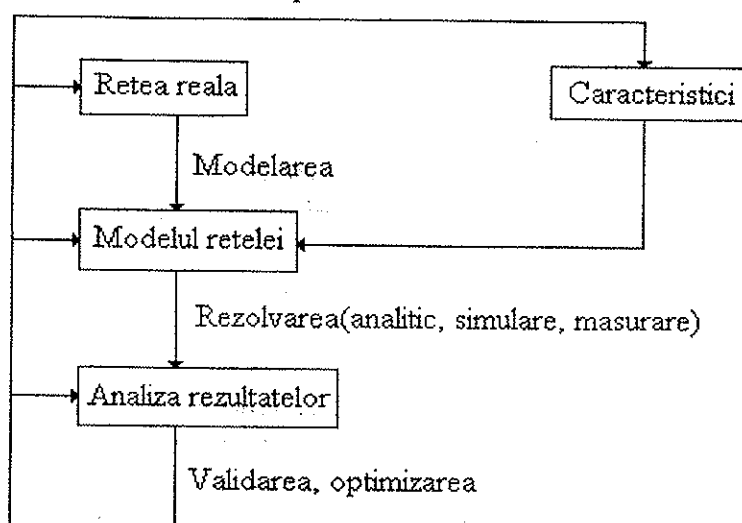 Retea reala
Caracteristici
Modelarea
Modelul retelei
Rezolvarea(analitic, simulare, masurare)
Analiza rezultatelor
Validarea, optimizarea